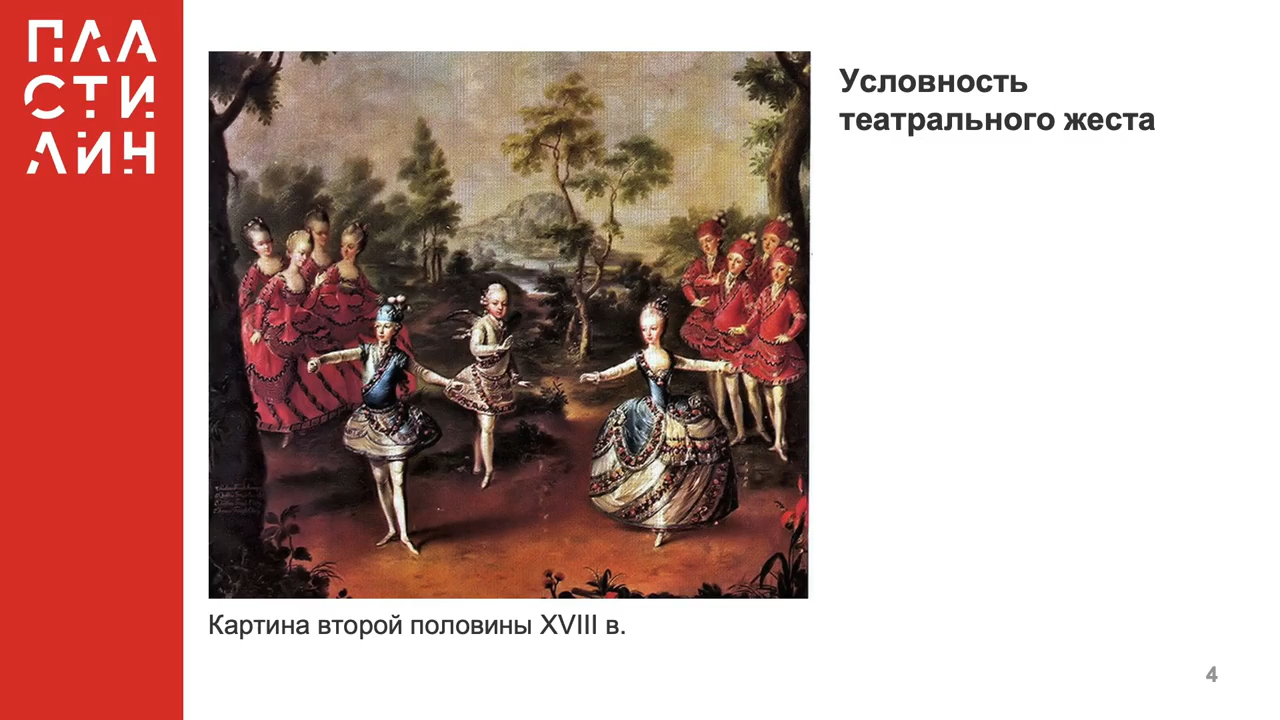 ПЛА
СТИ
ЛИН
Условность
театрального жеста
Картина второй половины XVIII в.
4